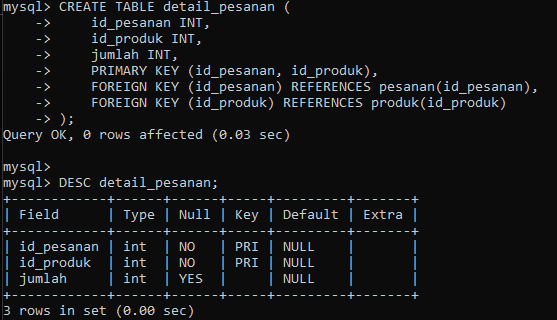 mysql> CREATE TABLE detail_pesanan (
    ->     id_pesanan INT,
    ->     id_produk INT,
    ->     jumlah INT,
    ->     PRIMARY KEY (id_pesanan, id_produk),
    ->     FOREIGN KEY (id_pesanan) REFERENCES pesanan(id_pesanan),
    ->     FOREIGN KEY (id_produk) REFERENCES produk(id_produk)
    -> );
Query OK, 0 rows affected (0.03 sec)

mysql>
mysql> DESC detail_pesanan;
+------------+------+------+-----+---------+-------+
| Field      | Type | Null | Key | Default | Extra |
+------------+------+------+-----+---------+-------+
| id_pesanan | int  | NO   | PRI | NULL    |       |
| id_produk  | int  | NO   | PRI | NULL    |       |
| jumlah     | int  | YES  |     | NULL    |       |
+------------+------+------+-----+---------+-------+
3 rows in set (0.00 sec)